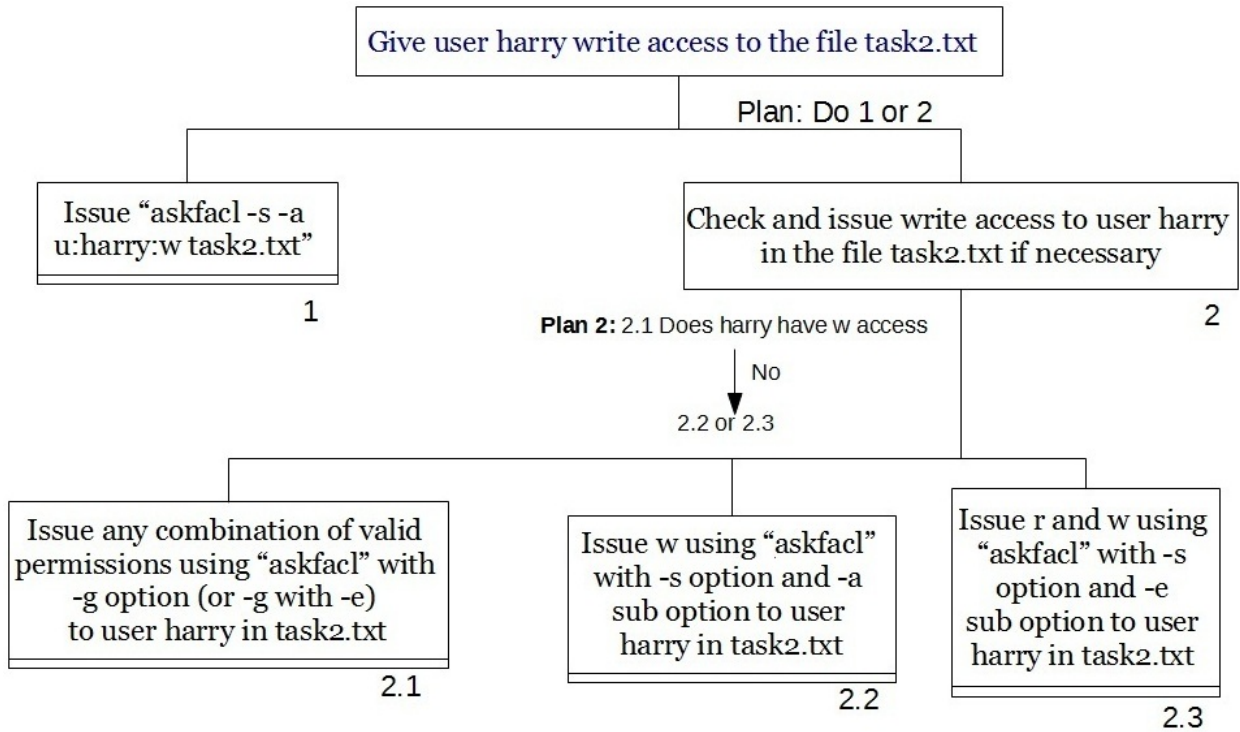 Give user harry write access to the file task2.txt
Plan: Do 1 or 2
Issue “askfacl -s -a
u:harry:w task2.txt”
1
Check and issue write access to user harry
in the file task2.txt if necessary
2
Plan 2: 2.1 Does harry have w access
No
2.2 or 2.3
Issue any combination of valid
permissions using “askfacl” with
-g option (or -g with -e)
to user harry in task2.txt
2.1
Issue w using “askfacl”
with -s option and -a
sub option to user
harry in task2.txt
2.2
Issue r and w using
“askfacl” with -s
option and -e
sub option to user
harry in task2.txt
2.3